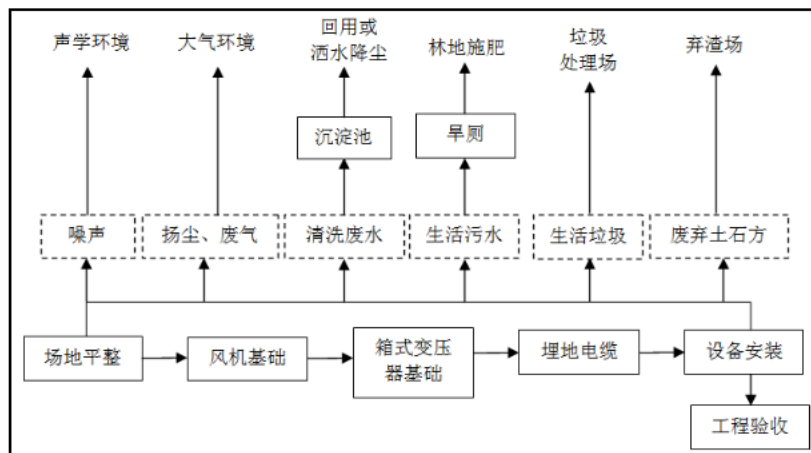 声学环境
大气环境
回用或
洒水降尘
林地施肥
垃圾
处理场
弃渣场
沉淀池
旱厕
噪声
扬尘、废气
清洗废水
生活污水
生活垃圾
废弃土石方
场地平整
风机基础
箱式变压
器基础
埋地电缆
设备安装
工程验收